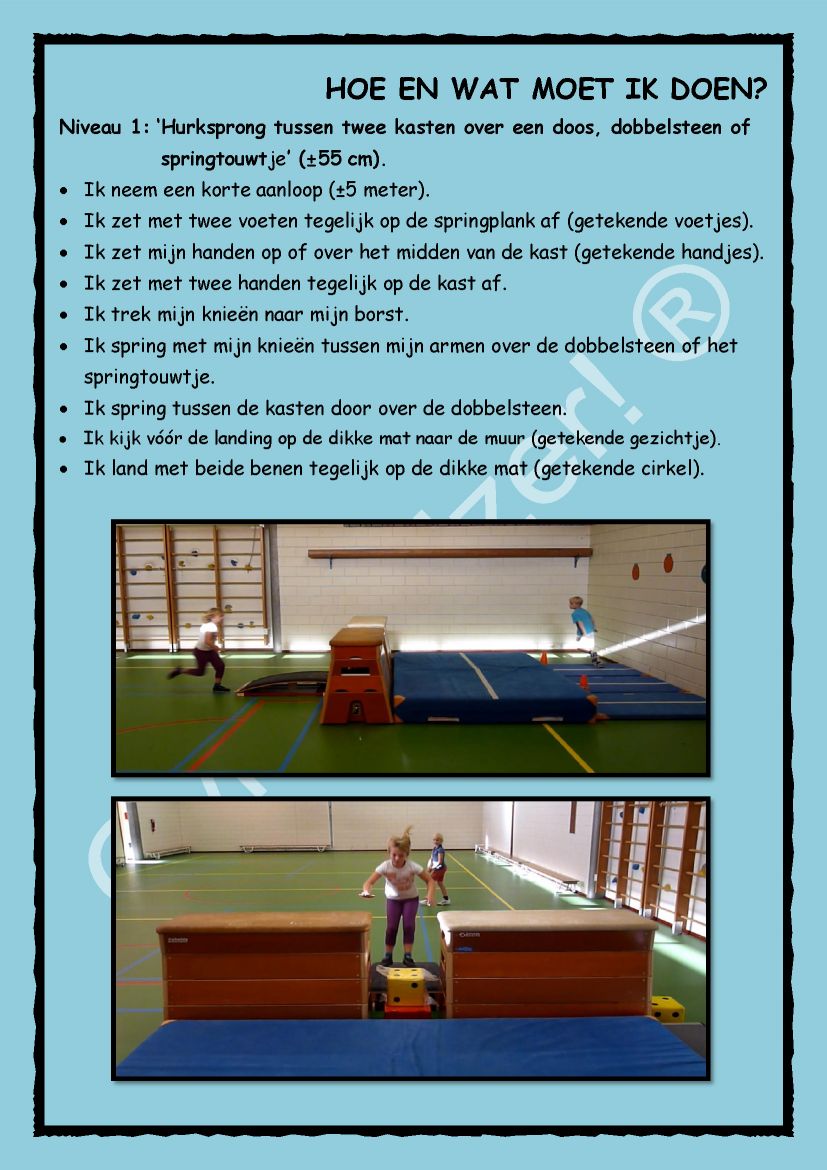 HOE EN WAT MOET IK DOEN?
Niveau 1: ‘Hurksprong tussen twee kasten over een doos, dobbelsteen of
springtouwtje’ (±55 cm).
• Ik neem een korte aanloop (±5 meter).
• Ik zet met twee voeten tegelijk op de springplank af (getekende voetjes).
• Ik zet mijn handen op of over het midden van de kast (getekende handjes).
• Ik zet met twee handen tegelijk op de kast af.
• Ik trek mijn knieën naar mijn borst.
• Ik spring met mijn knieën tussen mijn armen over de dobbelsteen of het
springtouwtje.
• Ik spring tussen de kasten door over de dobbelsteen.
• Ik kijk vóór de landing op de dikke mat naar de muur (getekende gezichtje).
• Ik land met beide benen tegelijk op de dikke mat (getekende cirkel).